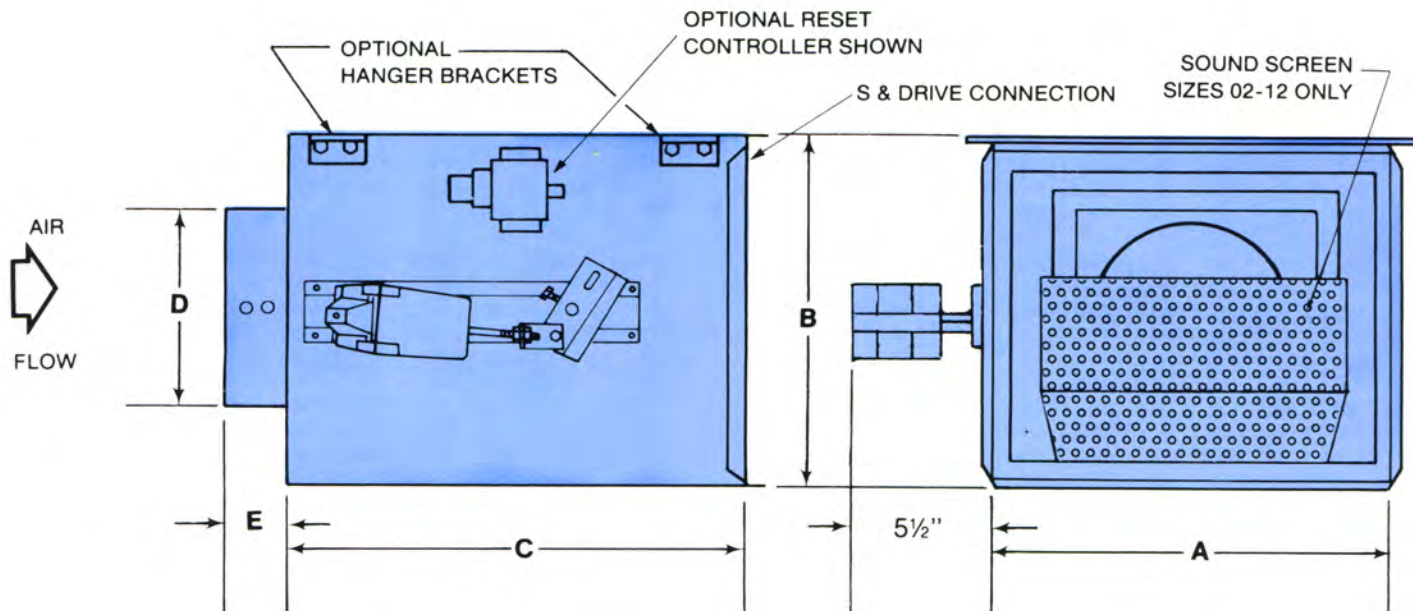 OPTIONAL RESET
CONTROLLER SHOWN
OPTIONAL
HANGER BRACKETS
SOUND SCREEN
SIZES 02-12 ONLY
S & DRIVE CONNECTION
AIR
FLOW
D
B
E
C
5½"
A